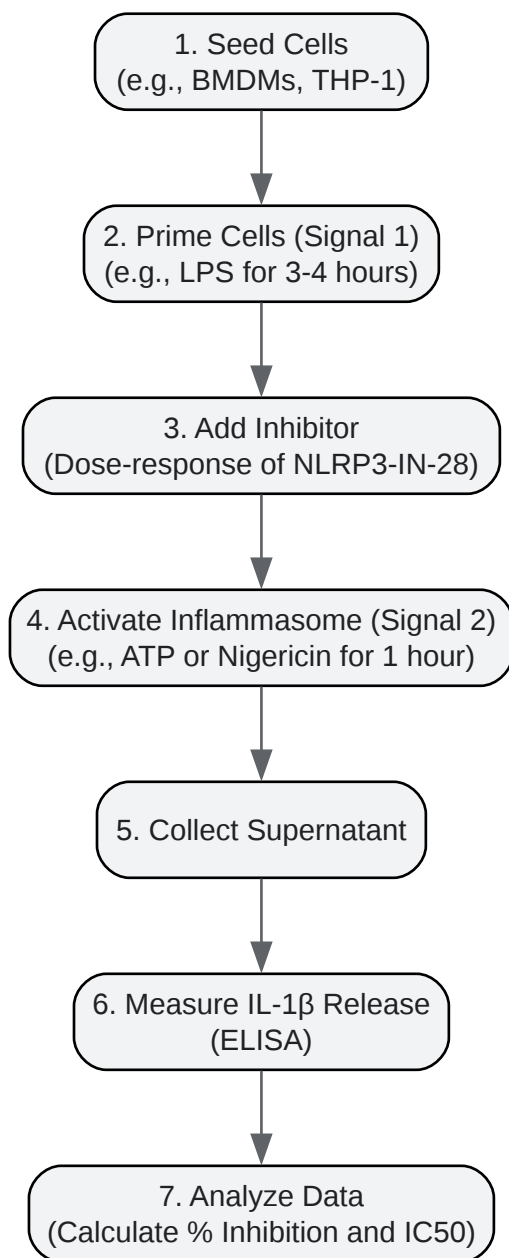 1. Seed Cells
(e.g., BMDMs, THP-1)
2. Prime Cells (Signal 1)
(e.g., LPS for 3-4 hours)
3. Add Inhibitor
(Dose-response of NLRP3-IN-28)
4. Activate Inflammasome (Signal 2)
(e.g., ATP or Nigericin for 1 hour)
5. Collect Supernatant
6. Measure IL-1β Release
(ELISA)
7. Analyze Data
(Calculate % Inhibition and IC50)